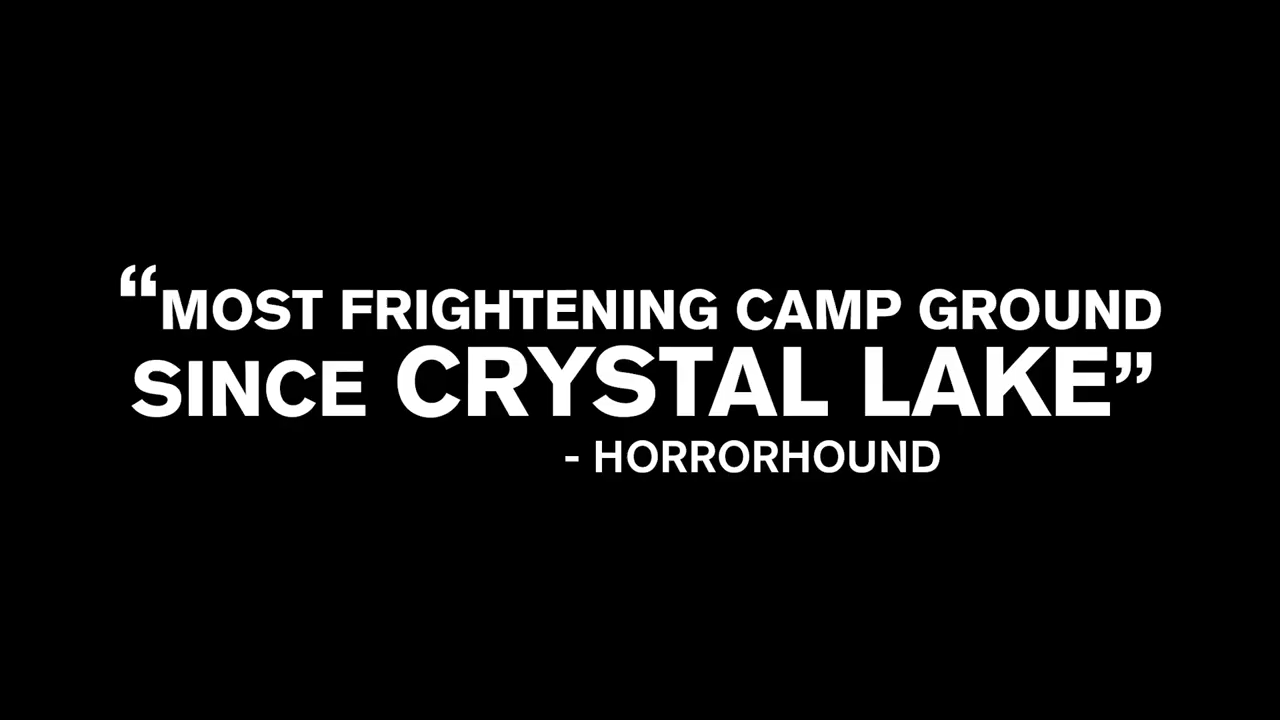 “MOST FRIGHTENING CAMP GROUND
SINCE CRYSTAL LAKE”
- HORRORHOUND